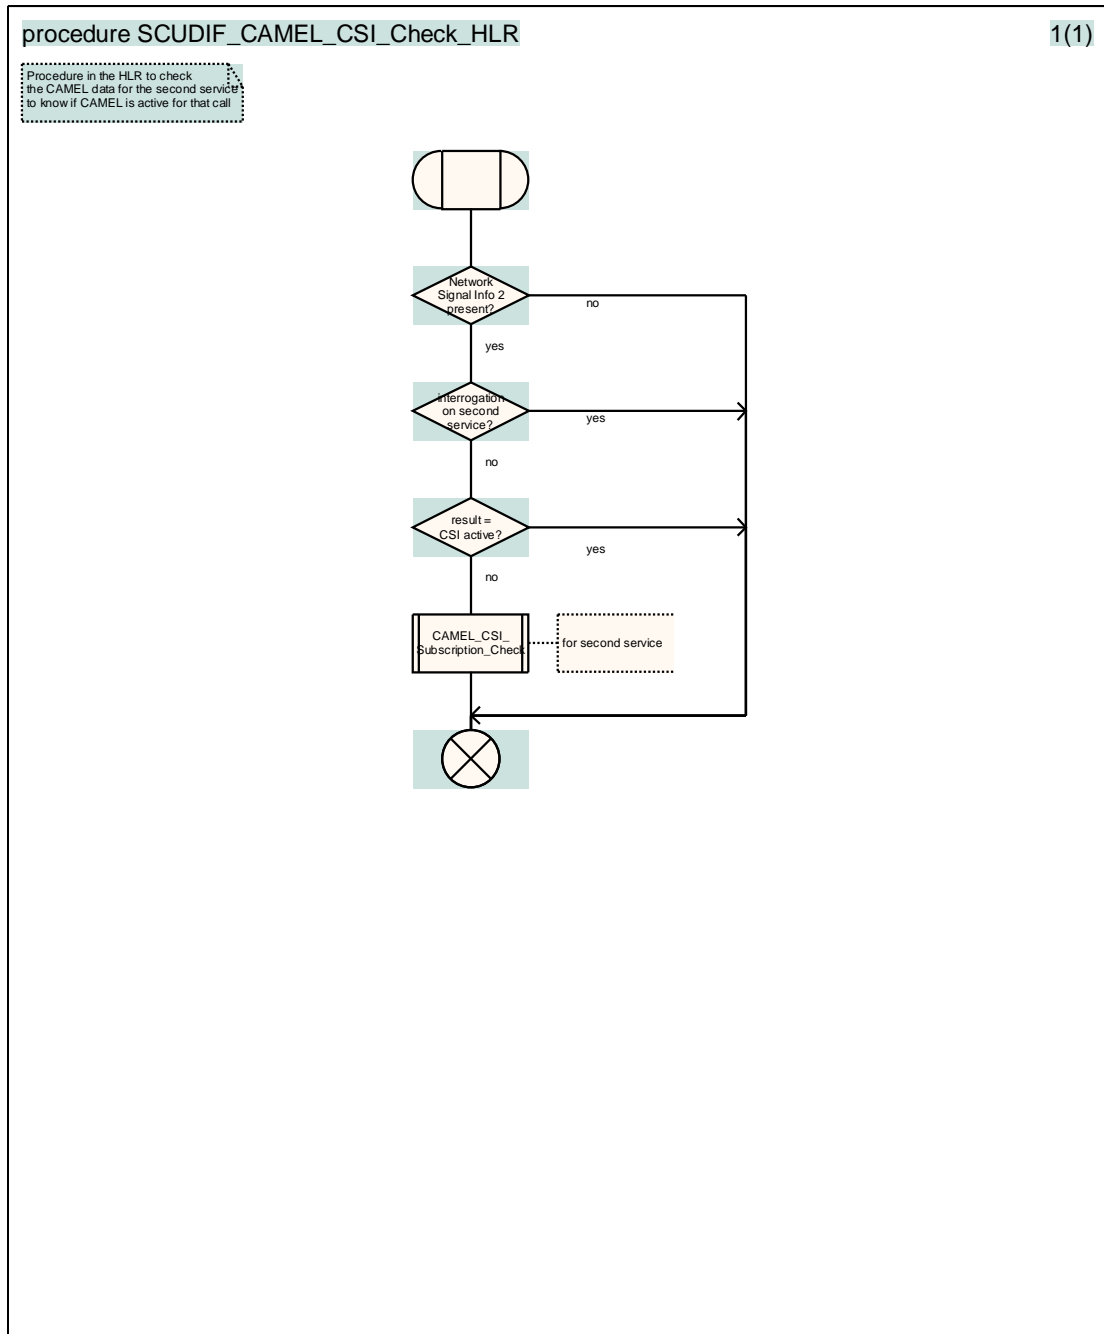 procedure SCUDIF_CAMEL_CSI_Check_HLR
1(1)
Procedure in the HLR to check
the CAMEL data for the second service
to know if CAMEL is active for that call
Network
Signal Info 2
present?
no
yes
interrogation
on second
service?
yes
no
result =
CSI active?
yes
no
CAMEL_CSI_
Subscription_Check
for second service